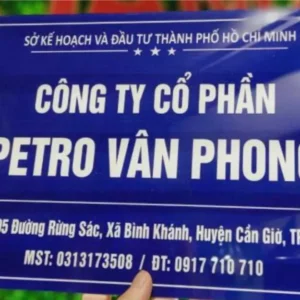 SỞ KẾ HOẠCH VÀ ĐẦU TƯ THÀNH PHỐ HỒ CHÍ MINH
CÔNG TY CỔ PHẦN
PETRO VÂN PHONG
Đường Rừng Sác, Xã Bình Khánh, Huyện Cần Giờ,
MST: 0313173508 / ĐT: 0917 710 710